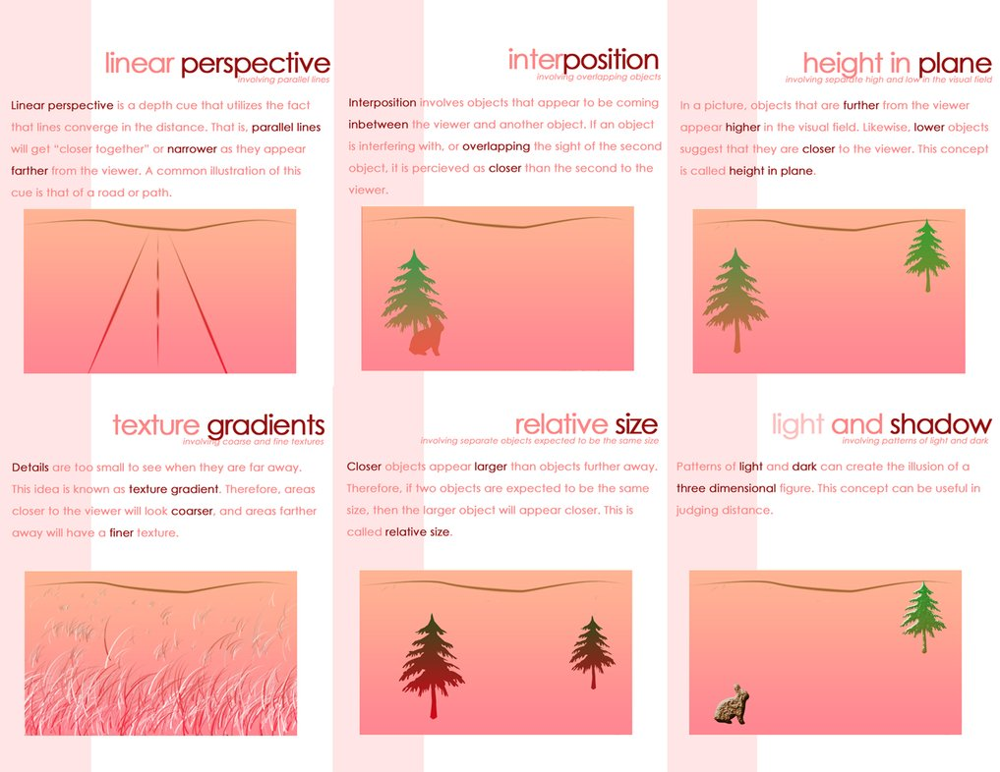 linear perspective
involving parallel lines
Linear perspective is a depth cue that utilizes the fact
that lines converge in the distance. That is, parallel lines
will get “closer together” or narrower as they appear
farther from the viewer. A common illustration of this
cue is that of a road or path.
interposition
involving overlapping objects
Interposition involves objects that appear to be coming
inbetween the viewer and another object. If an object
is interfering with, or overlapping the sight of the second
object, it is percieved as closer than the second to the
viewer.
height in plane
involving separate high and low in the visual field
In a picture, objects that are further from the viewer
appear higher in the visual field. Likewise, lower objects
suggest that they are closer to the viewer. This concept
is called height in plane.
texture gradients
involving coarse and fine textures
Details are too small to see when they are far away.
This idea is known as texture gradient. Therefore, areas
closer to the viewer will look coarser, and areas farther
away will have a finer texture.
relative size
involving separate objects expected to be the same size
Closer objects appear larger than objects further away.
Therefore, if two objects are expected to be the same
size, then the larger object will appear closer. This is
called relative size.
light and shadow
involving patterns of light and dark
Patterns of light and dark can create the illusion of a
three dimensional figure. This concept can be useful in
judging distance.